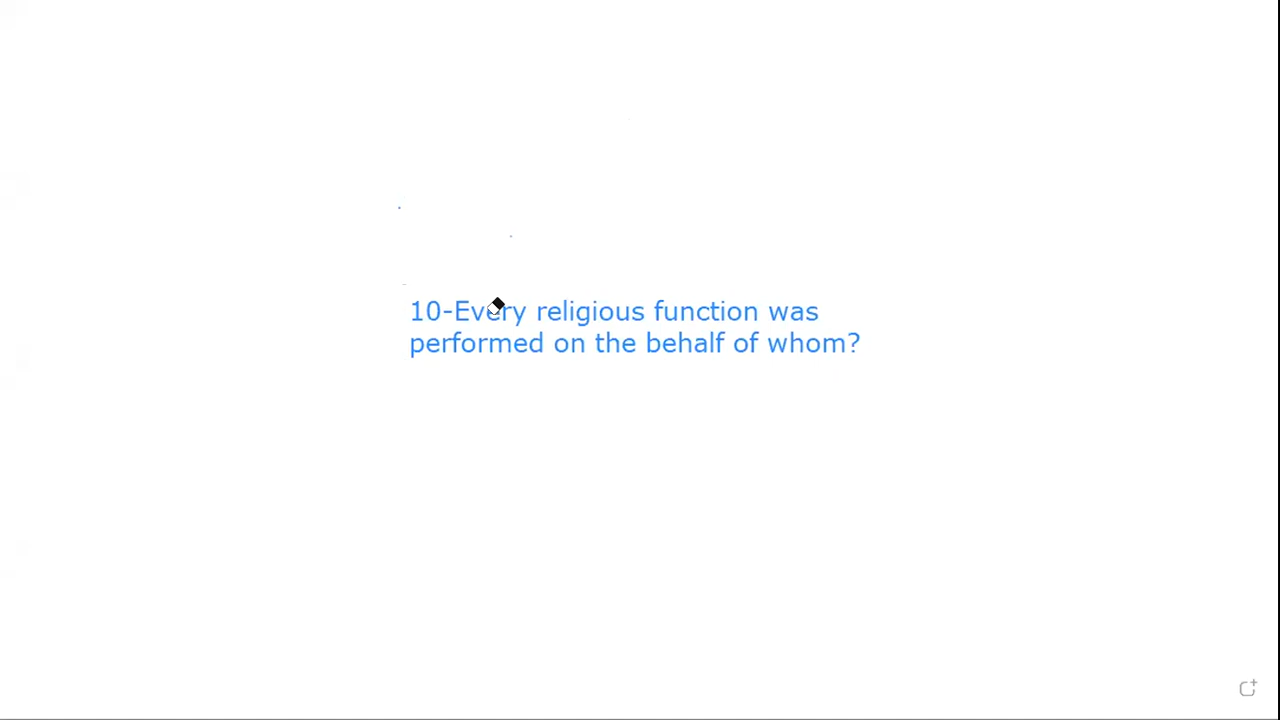 10-Every religious function was
performed on the behalf of whom?